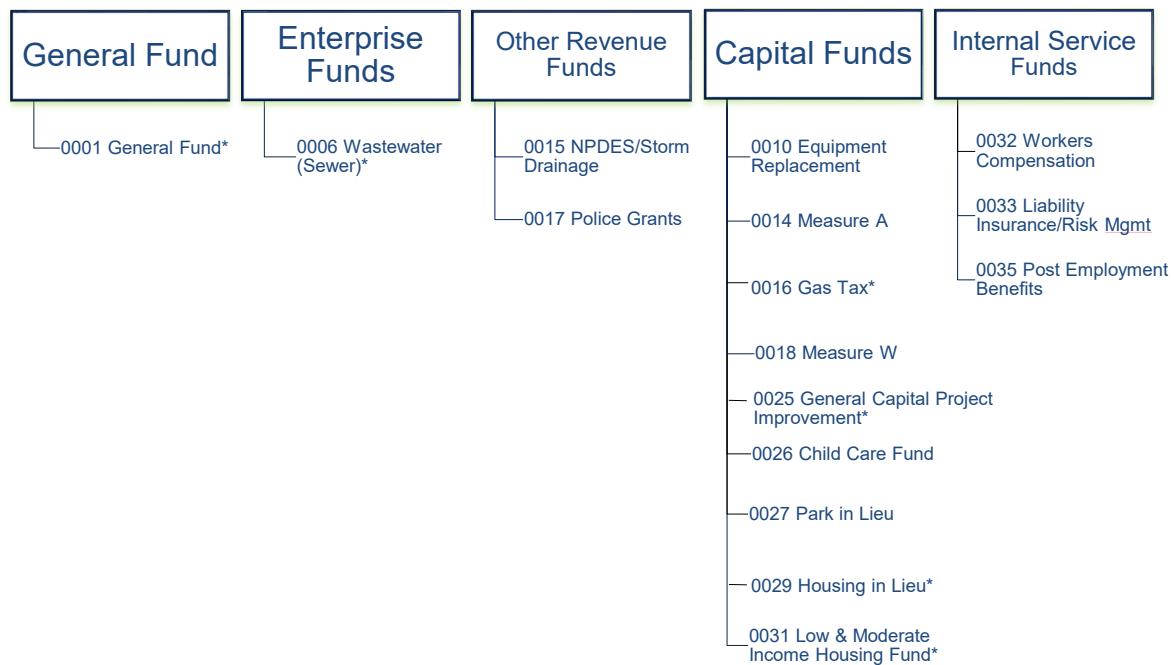 General Fund
0001 General Fund*
Enterprise
Funds
0006 Wastewater
(Sewer)*
Other Revenue
Funds
0015 NPDES/Storm
Drainage
0017 Police Grants
Capital Funds
0010 Equipment
Replacement
0014 Measure A
0016 Gas Tax*
0018 Measure W
0025 General Capital Project
Improvement*
0026 Child Care Fund
0027 Park in Lieu
0029 Housing in Lieu*
0031 Low & Moderate
Income Housing Fund*
Internal Service
Funds
0032 Workers
Compensation
0033 Liability
Insurance/Risk Mgmt
0035 Post Employment
Benefits